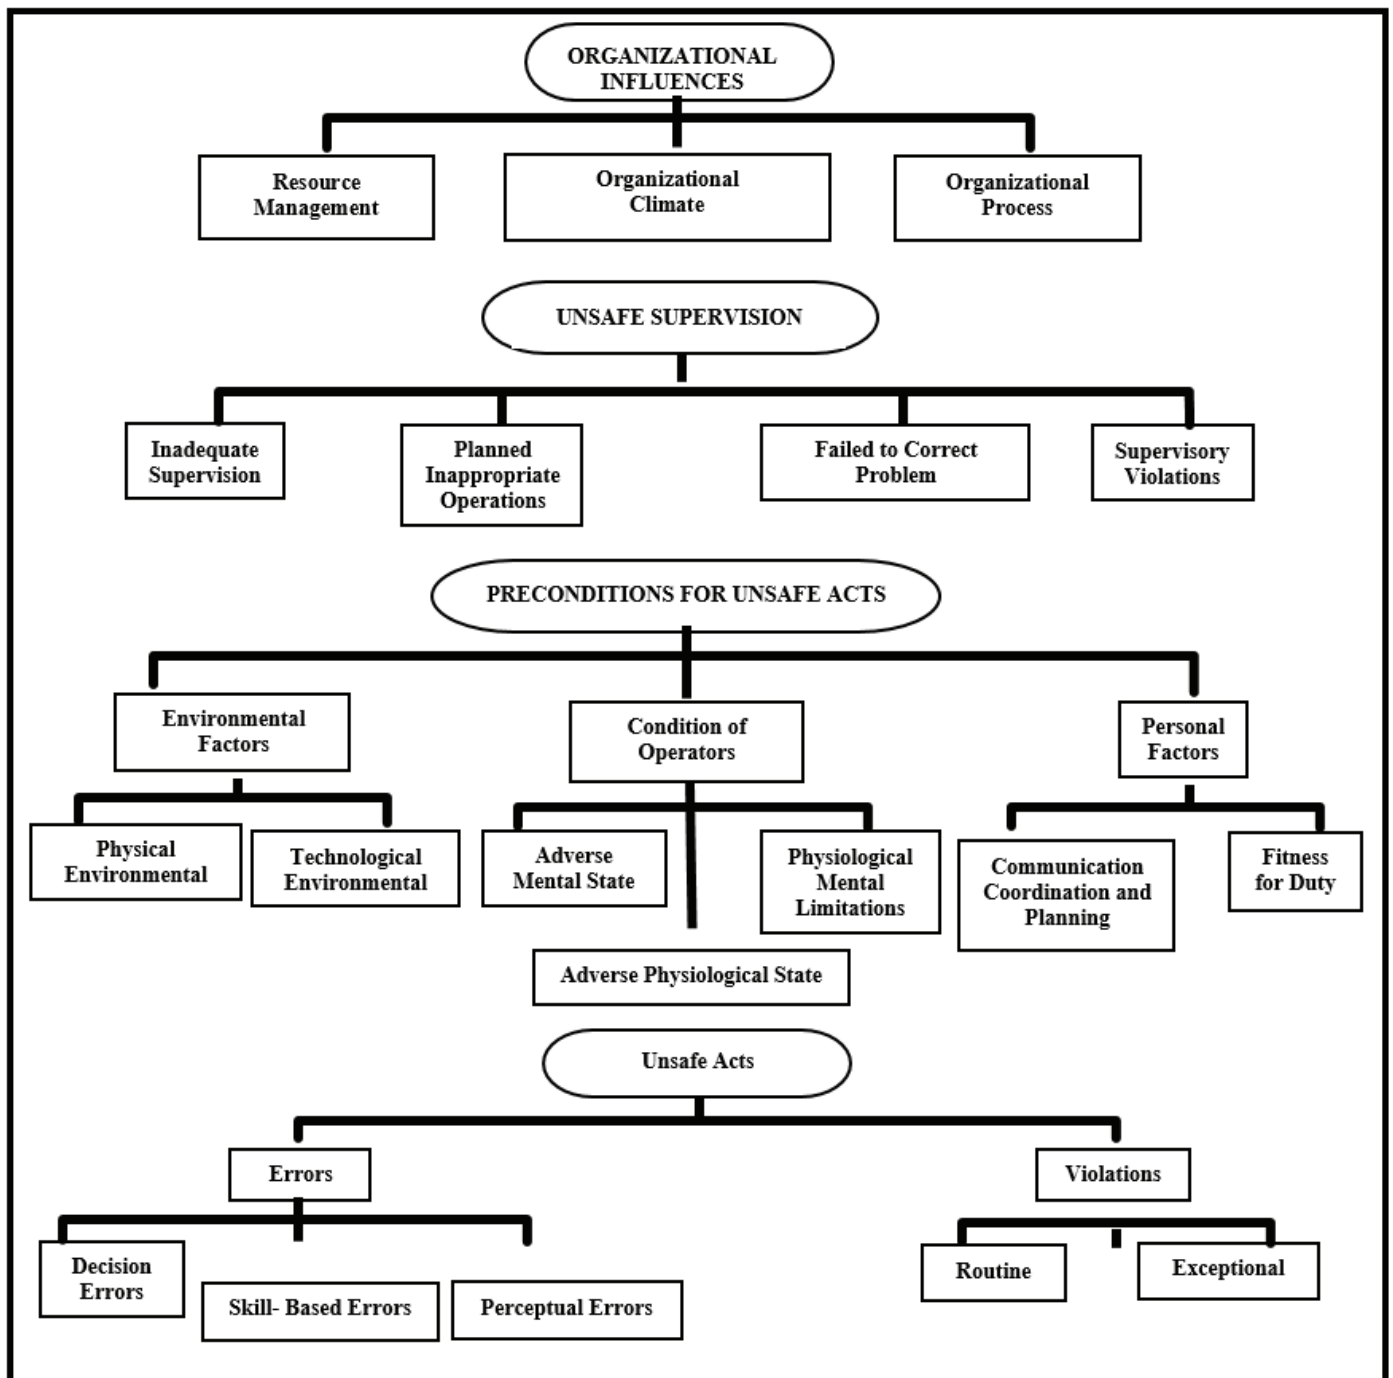 ORGANIZATIONAL
INFLUENCES
Resource
Management
Organizational
Climate
Organizational
Process
UNSAFE SUPERVISION
Inadequate
Supervision
Planned
Inappropriate
Operations
Failed to Correct
Problem
Supervisory
Violations
PRECONDITIONS FOR UNSAFE ACTS
Environmental
Factors
Condition of
Operators
Personal
Factors
Physical
Environmental
Technological
Environmental
Adverse
Mental State
Physiological
Mental
Limitations
Communication
Coordination and
Planning
Fitness
for Duty
Adverse Physiological State
Unsafe Acts
Errors
Violations
Decision
Errors
Skill- Based Errors
Perceptual Errors
Routine
Exceptional